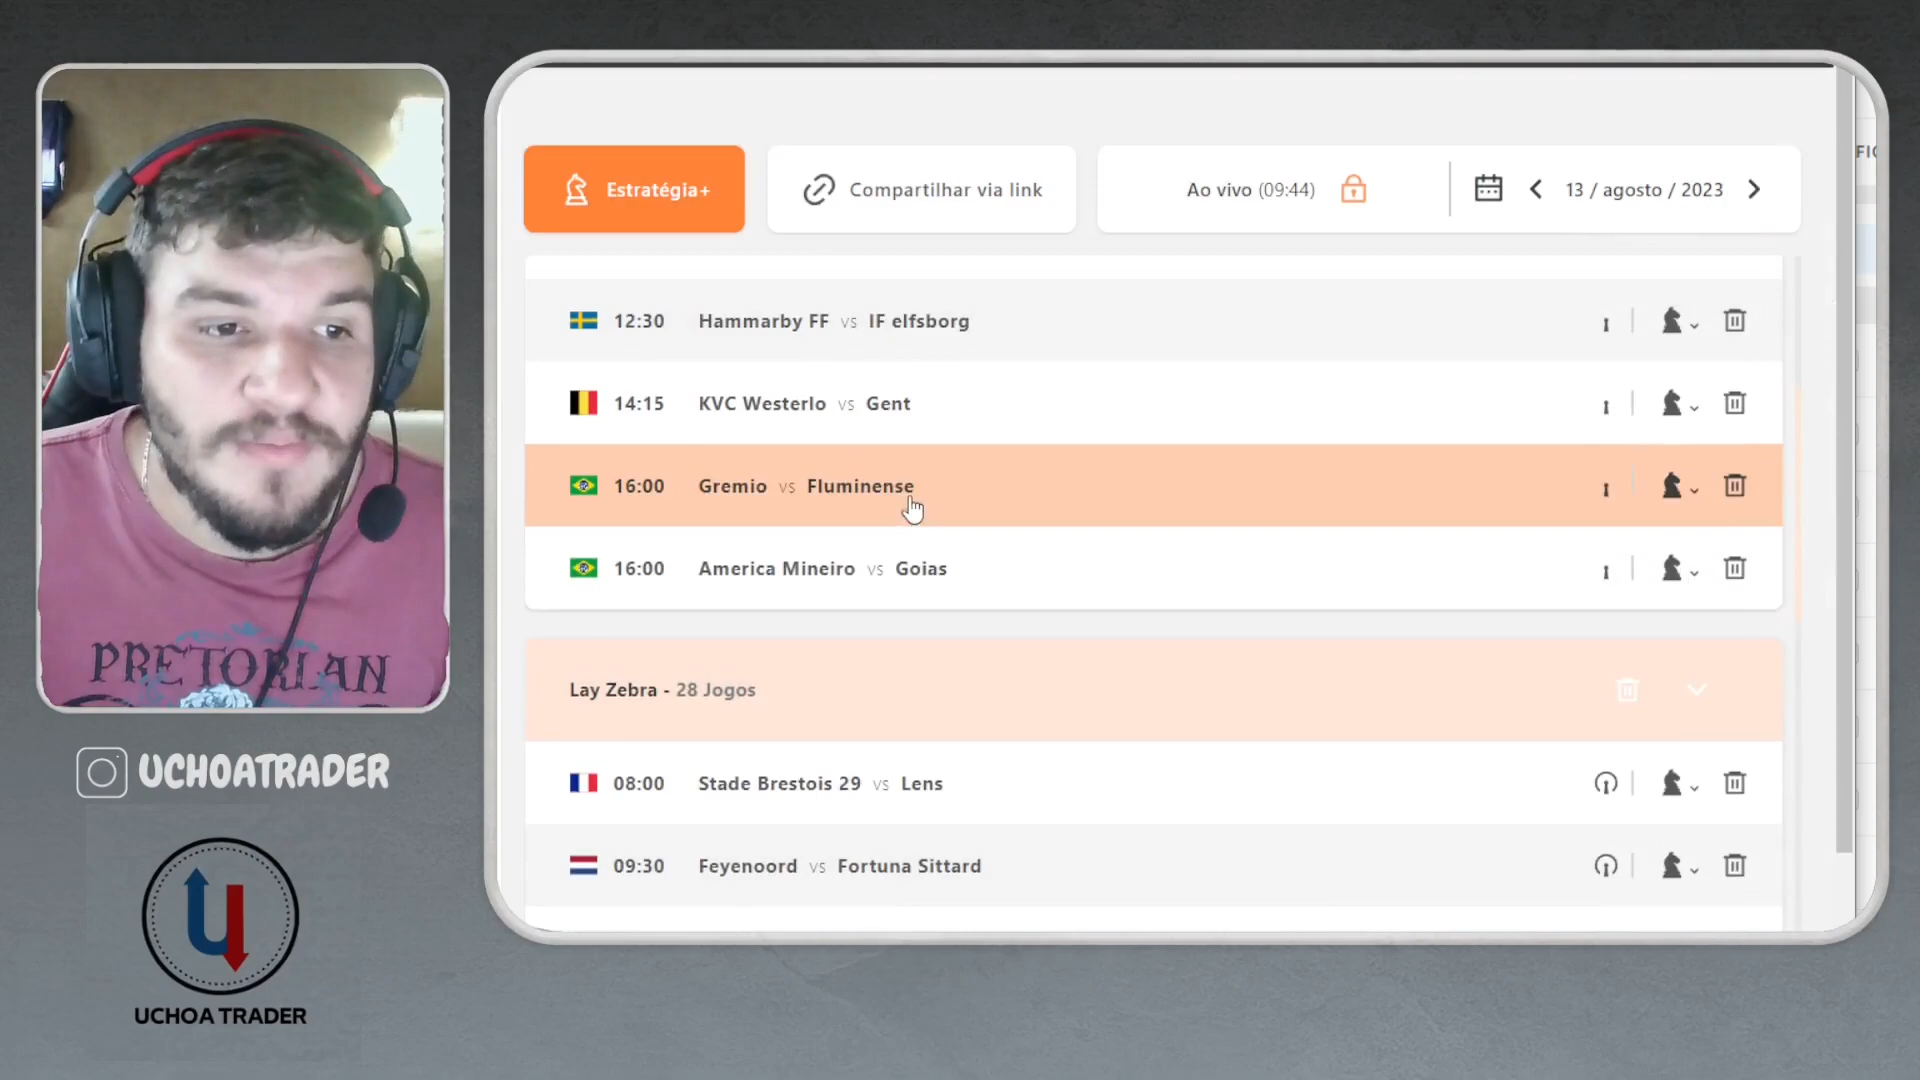 Estratégia+
Compartilhar via link
Ao vivo (09:44)
13 / agosto / 2023
12:30 Hammarby FF vs IF elfsborg
14:15 KVC Westerlo vs Gent
16:00 Gremio vs Fluminense
16:00 America Mineiro vs Goias
Lay Zebra - 28 Jogos
08:00 Stade Brestois 29 vs Lens
09:30 Feyenoord vs Fortuna Sittard
PRETORIAN
UCHOATRADER
U
UCHOA TRADER